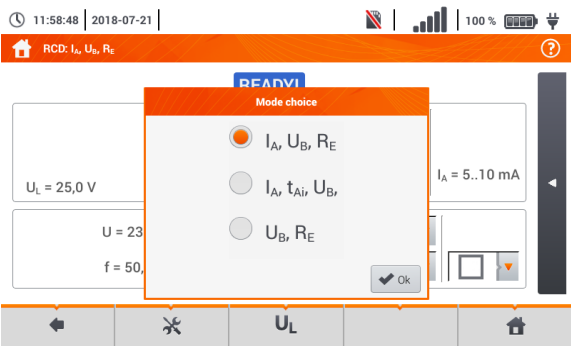 11:58:48 2018-07-21 100 %
RCD: IA, UB, RE ?
READY!
Mode choice
IA, UB, RE
IA, tAi, UB,
UB, RE
IA = 5..10 mA
UL = 25,0 V
U = 23
f = 50,
Ok
UL